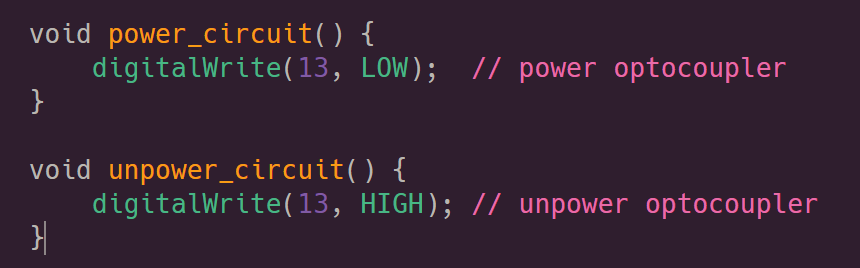 void power_circuit() {
    digitalWrite(13, LOW);  // power optocoupler
}

void unpower_circuit() {
    digitalWrite(13, HIGH); // unpower optocoupler
}